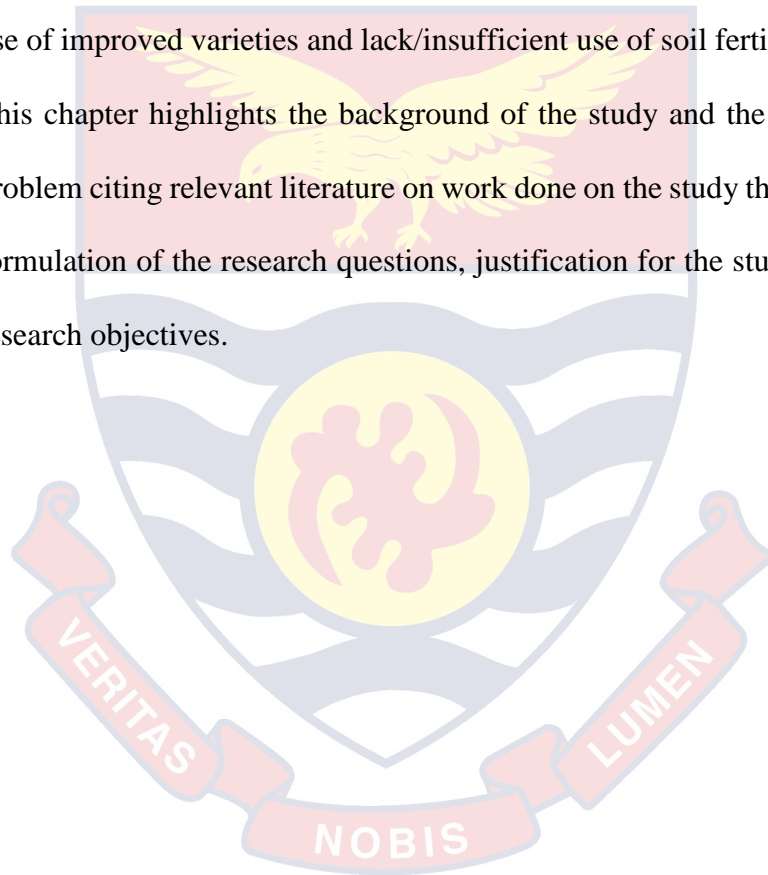 se of improved varieties and lack/insufficient use of soil ferti
his chapter highlights the background of the study and the
roblem citing relevant literature on work done on the study th
ormulation of the research questions, justification for the stu
search objectives.
VERITAS
NOBIS
LUMEN